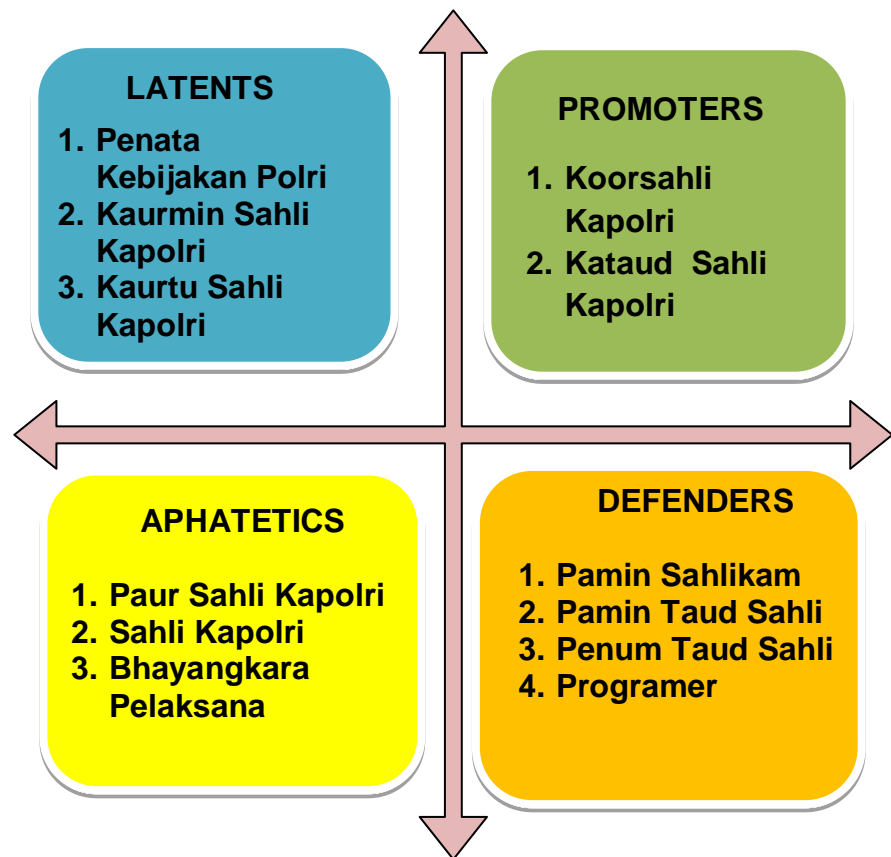 LATENTS
1. Penata
Kebijakan Polri
2. Kaurmin Sahli
Kapolri
3. Kaurtu Sahli
Kapolri
PROMOTERS
1. Koorsahli
Kapolri
2. Kataud Sahli
Kapolri
APHATETICS
1. Paur Sahli Kapolri
2. Sahli Kapolri
3. Bhayangkara
Pelaksana
DEFENDERS
1. Pamin Sahlikam
2. Pamin Taud Sahli
3. Penum Taud Sahli
4. Programer